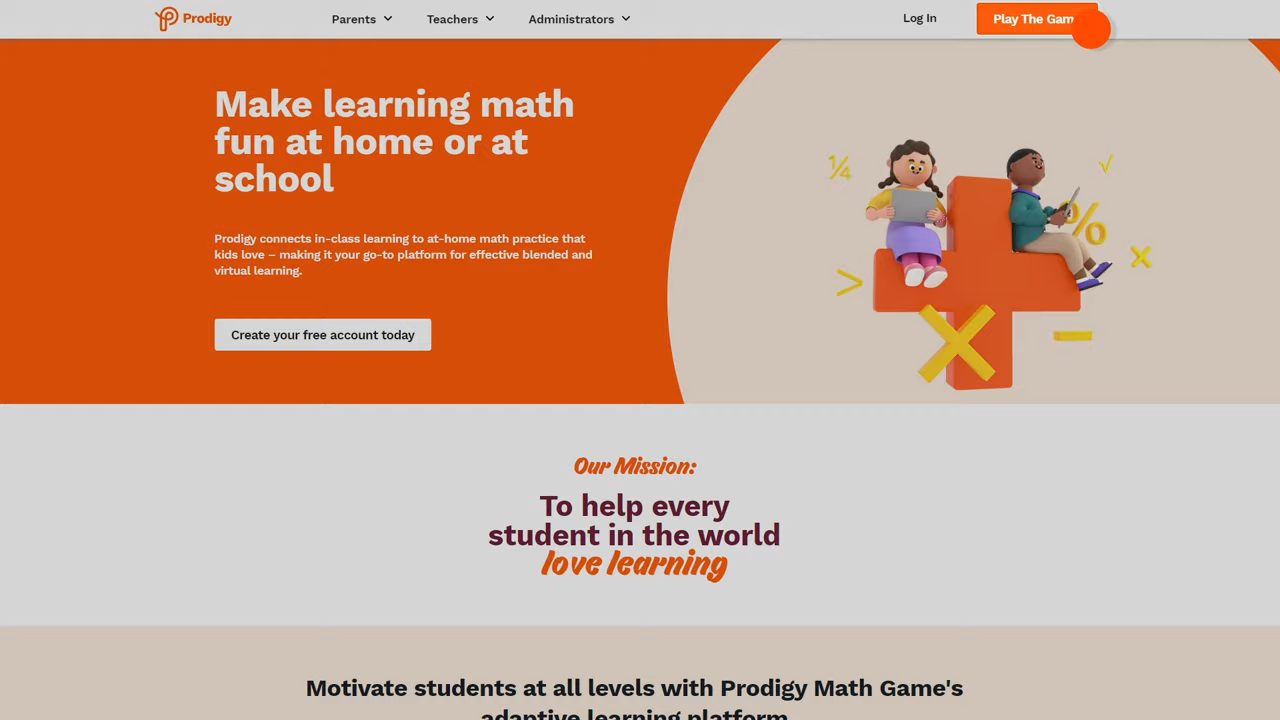 Prodigy
Parents
Teachers
Administrators
Log In
Play The Gam
Make learning math
fun at home or at
school
Prodigy connects in-class learning to at-home math practice that
kids love – making it your go-to platform for effective blended and
virtual learning.
Create your free account today
¼
√
%
×
>
×
−
Our Mission:
To help every
student in the world
love learning
Motivate students at all levels with Prodigy Math Game's
adaptive learning platform